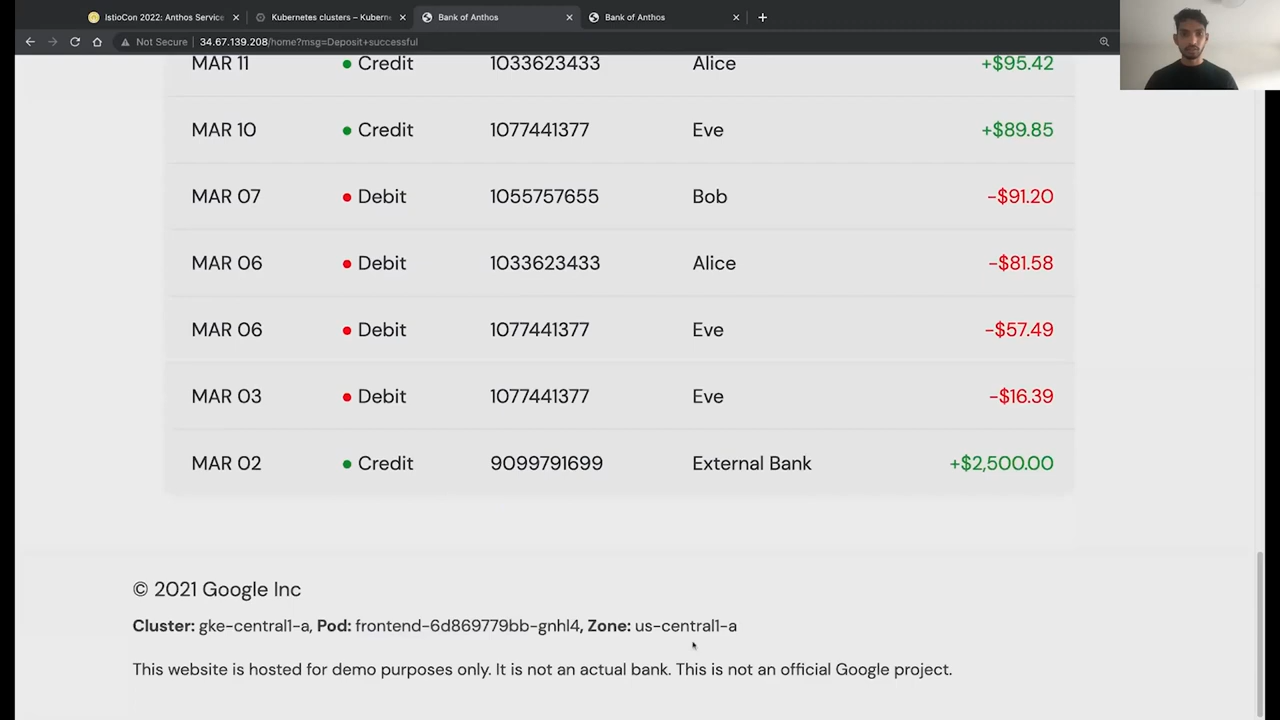 IstioCon 2022: Anthos Service
Kubernetes clusters – Kuberne
Bank of Anthos
Bank of Anthos
Not Secure | 34.67.139.208/home?msg=Deposit+successful
MAR 11 Credit 1033623433 Alice +$95.42
MAR 10 Credit 1077441377 Eve +$89.85
MAR 07 Debit 1055757655 Bob -$91.20
MAR 06 Debit 1033623433 Alice -$81.58
MAR 06 Debit 1077441377 Eve -$57.49
MAR 03 Debit 1077441377 Eve -$16.39
MAR 02 Credit 9099791699 External Bank +$2,500.00
© 2021 Google Inc
Cluster: gke-central1-a, Pod: frontend-6d869779bb-gnhl4, Zone: us-central1-a
This website is hosted for demo purposes only. It is not an actual bank. This is not an official Google project.